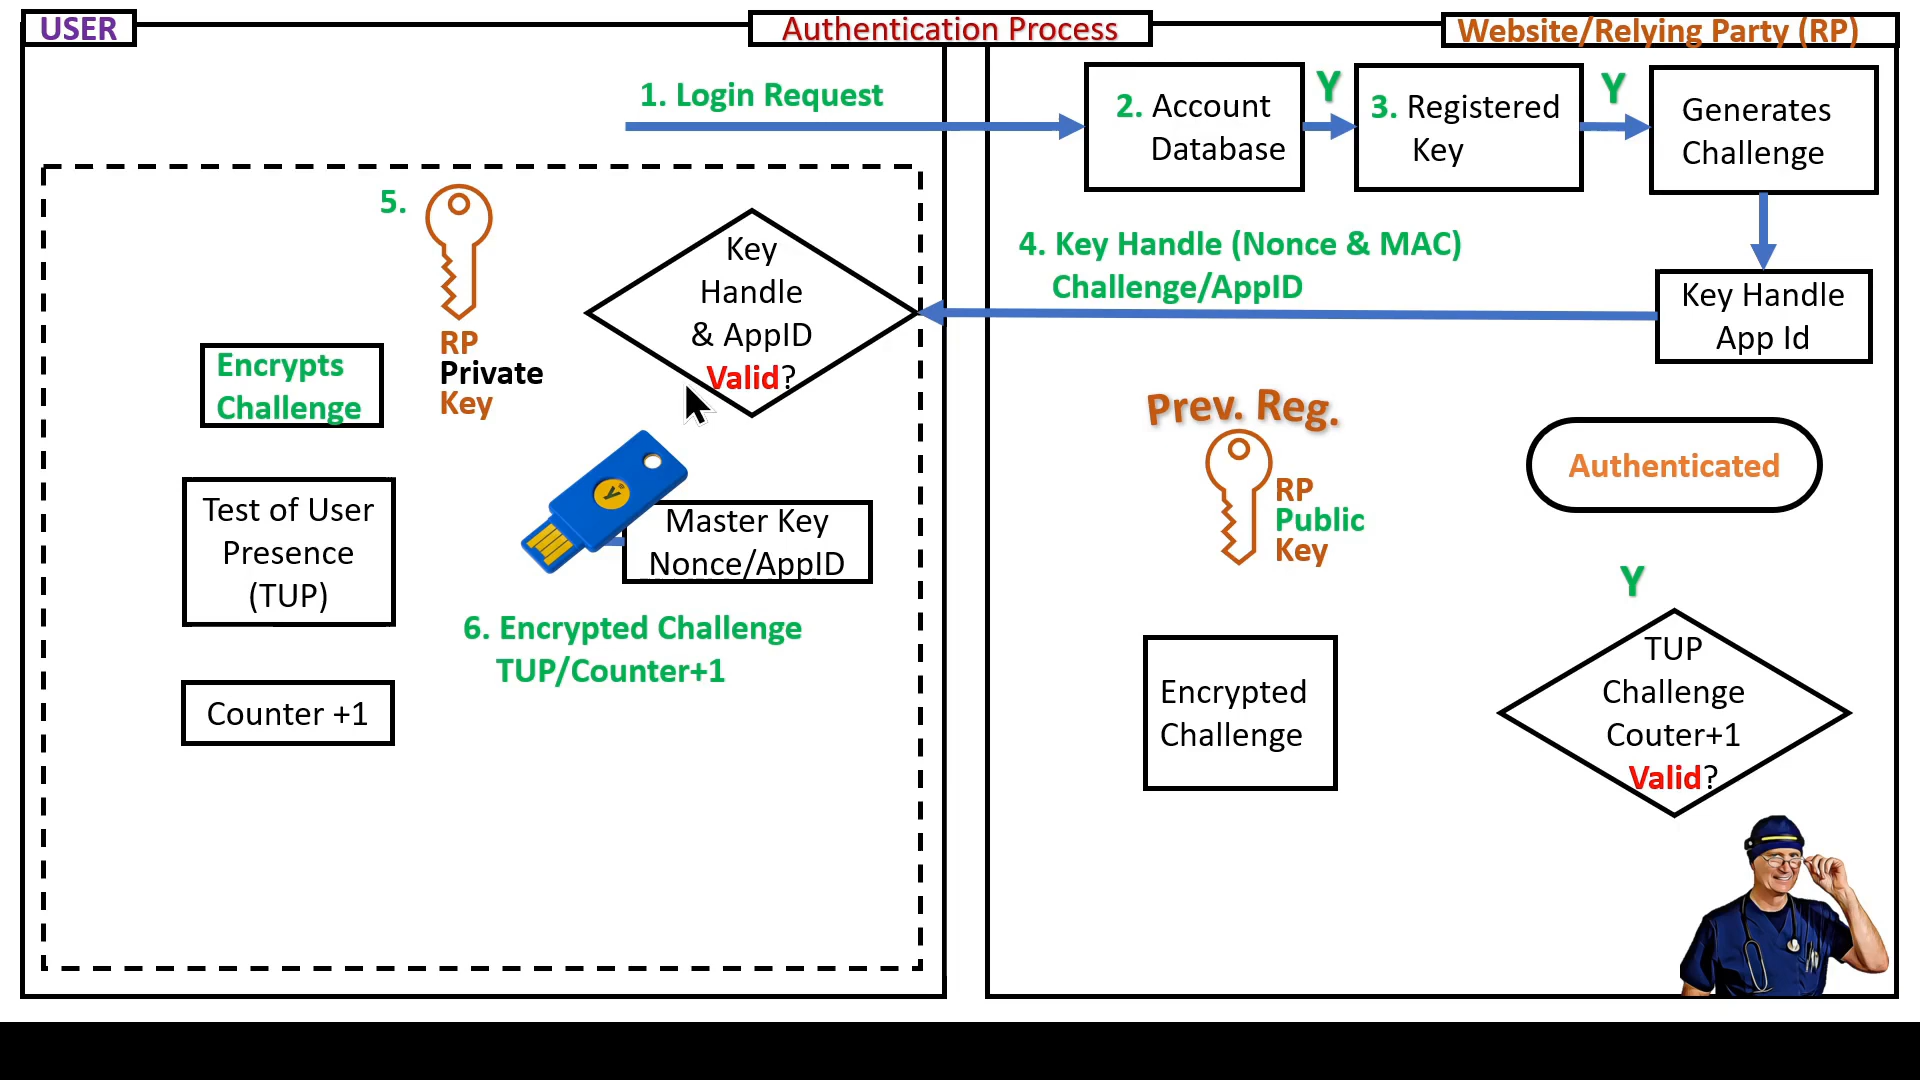 USER
Authentication Process
Website/Relying Party (RP)
1. Login Request
2. Account
Database
Y
3. Registered
Key
Y
Generates
Challenge
4. Key Handle (Nonce & MAC)
Challenge/AppID
Key Handle
App Id
5.
RP
Private
Key
Key
Handle
& AppID
Valid?
Encrypts
Challenge
Test of User
Presence
(TUP)
Counter +1
y
Master Key
Nonce/AppID
6. Encrypted Challenge
TUP/Counter+1
Prev. Reg.
RP
Public
Key
Authenticated
Encrypted
Challenge
Y
TUP
Challenge
Couter+1
Valid?